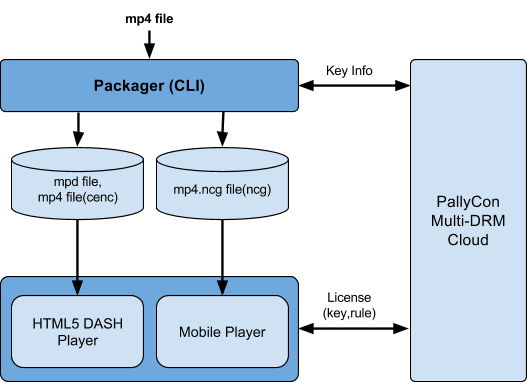 mp4 file
Packager (CLI)
Key Info
mpd file,
mp4 file(cenc)
mp4.ncg file(ncg)
PallyCon
Multi-DRM
Cloud
License
(key,rule)
HTML5 DASH
Player
Mobile Player